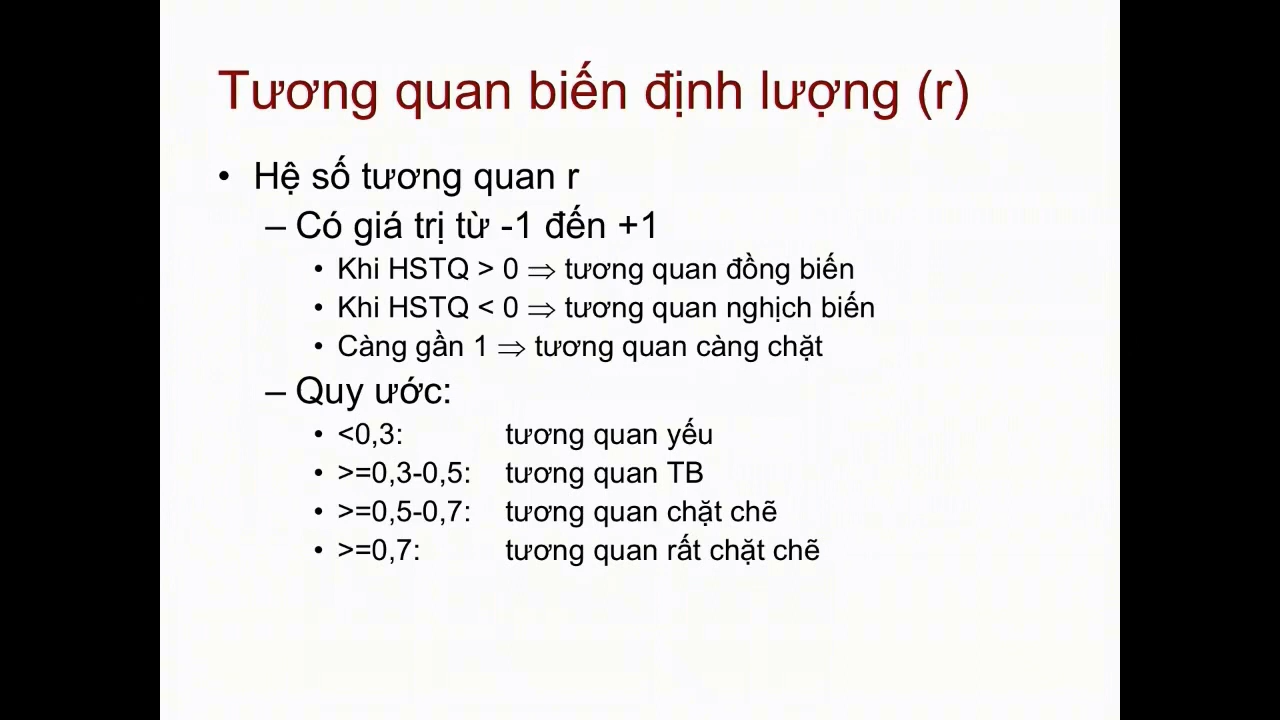 Tương quan biến định lượng (r)
• Hệ số tương quan r
– Có giá trị từ -1 đến +1
• Khi HSTQ > 0 ⇒ tương quan đồng biến
• Khi HSTQ < 0 ⇒ tương quan nghịch biến
• Càng gần 1 ⇒ tương quan càng chặt
– Quy ước:
• <0,3: tương quan yếu
• >=0,3-0,5: tương quan TB
• >=0,5-0,7: tương quan chặt chẽ
• >=0,7: tương quan rất chặt chẽ